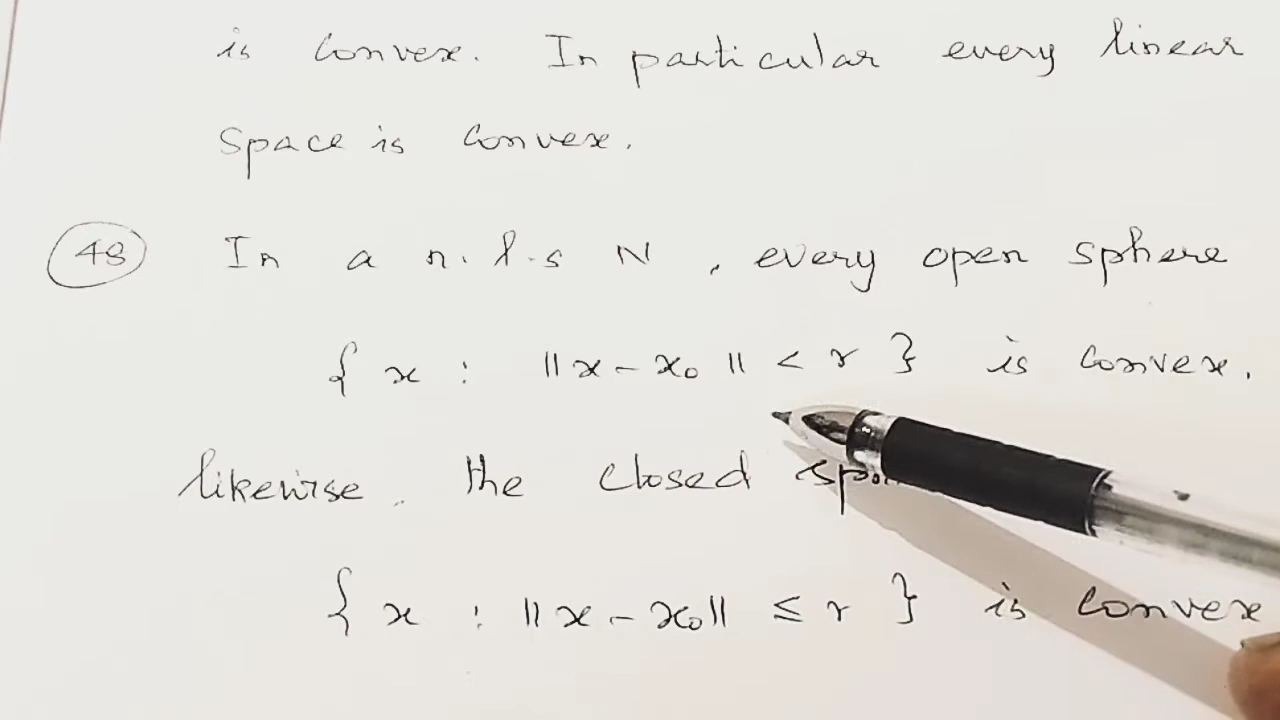 is convex. In particular every linear
space is convex.
48 In a n.l.s N, every open sphere
{ x : ||x - x₀|| < r } is convex.
likewise. the closed
{ x : ||x - x₀|| ≤ r } is convex